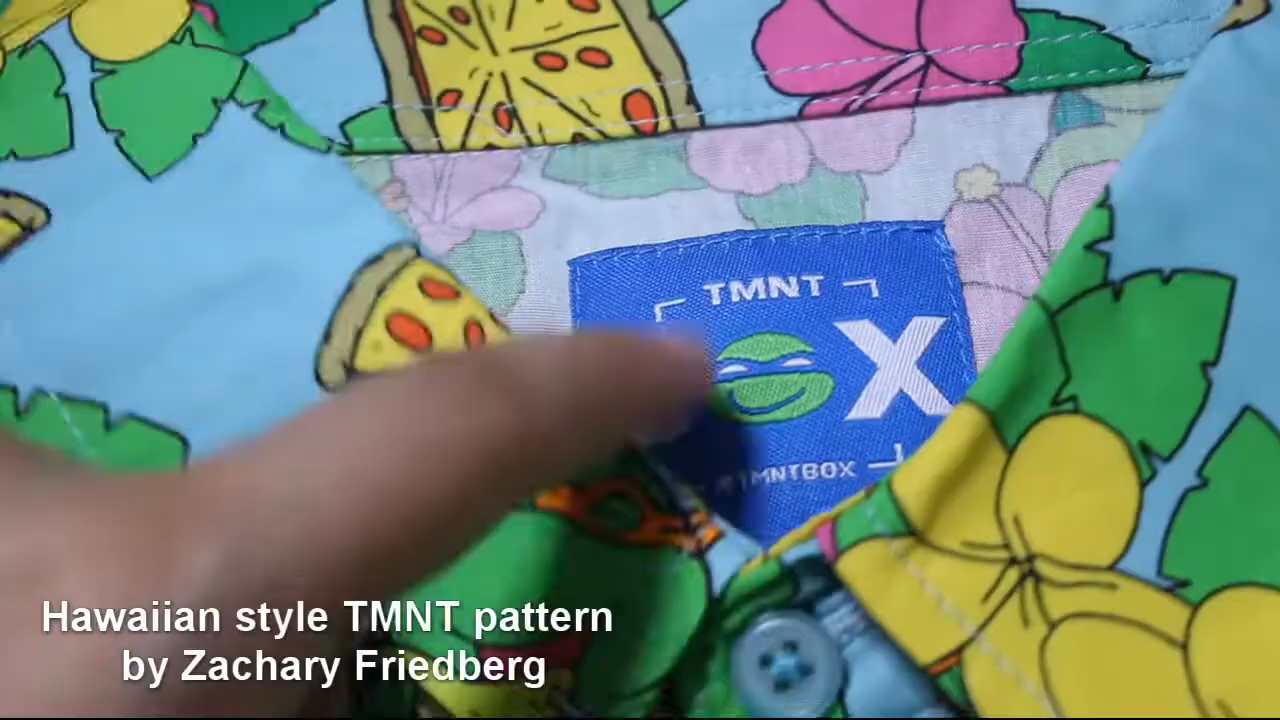 TMNT
X
#TMNTBOX
Hawaiian style TMNT pattern
by Zachary Friedberg